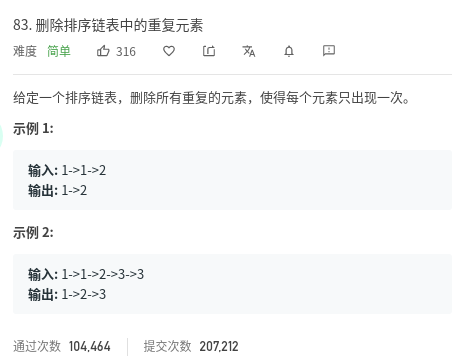 83. 删除排序链表中的重复元素
难度 简单 316
给定一个排序链表，删除所有重复的元素，使得每个元素只出现一次。
示例 1:
输入: 1->1->2
输出: 1->2
示例 2:
输入: 1->1->2->3->3
输出: 1->2->3
通过次数 104,464 提交次数 207,212